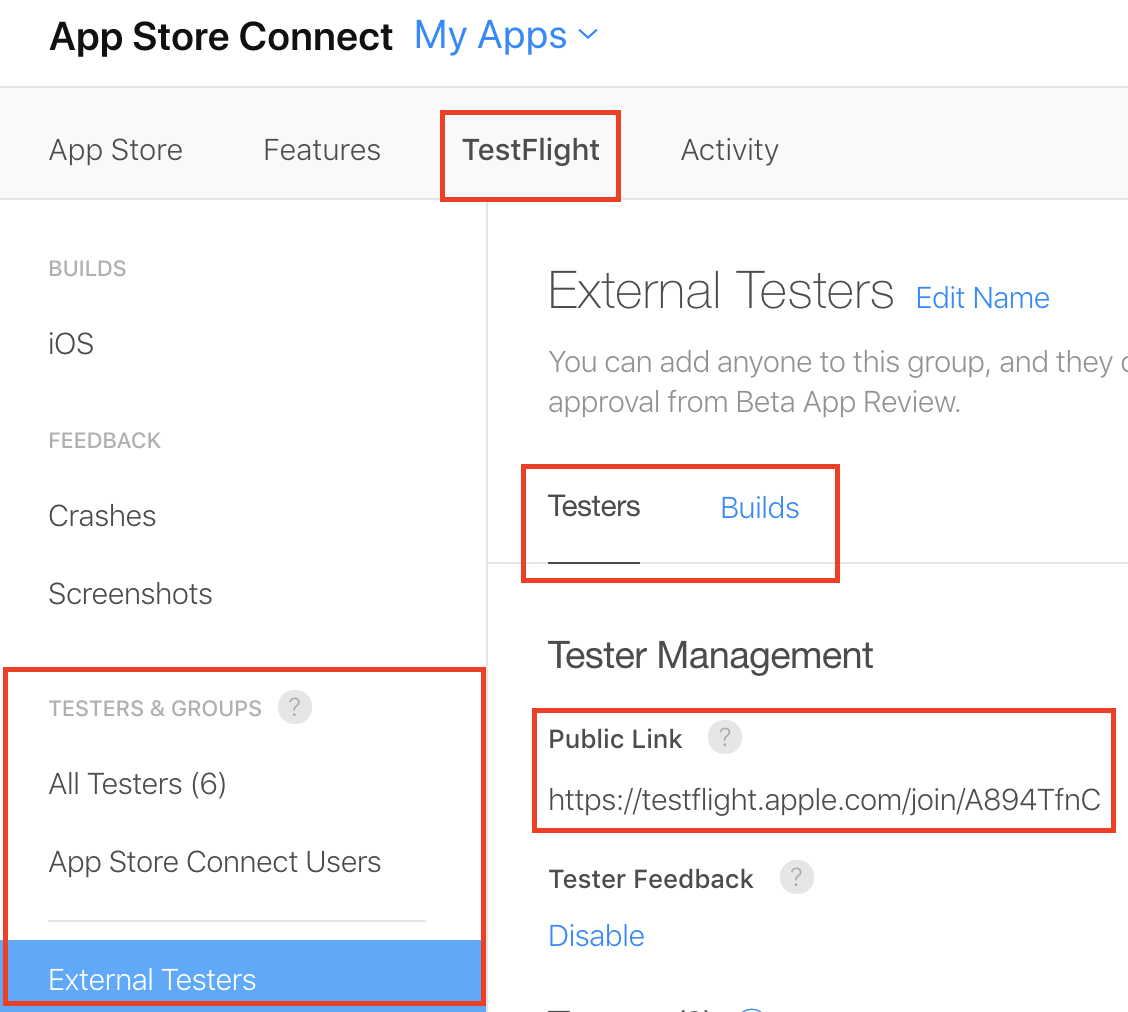 App Store Connect My Apps
App Store Features TestFlight Activity
BUILDS
iOS
FEEDBACK
Crashes
Screenshots
TESTERS & GROUPS ?
All Testers (6)
App Store Connect Users
External Testers
External Testers Edit Name
You can add anyone to this group, and they
approval from Beta App Review.
Testers Builds
Tester Management
Public Link ?
https://testflight.apple.com/join/A894TfnC
Tester Feedback ?
Disable